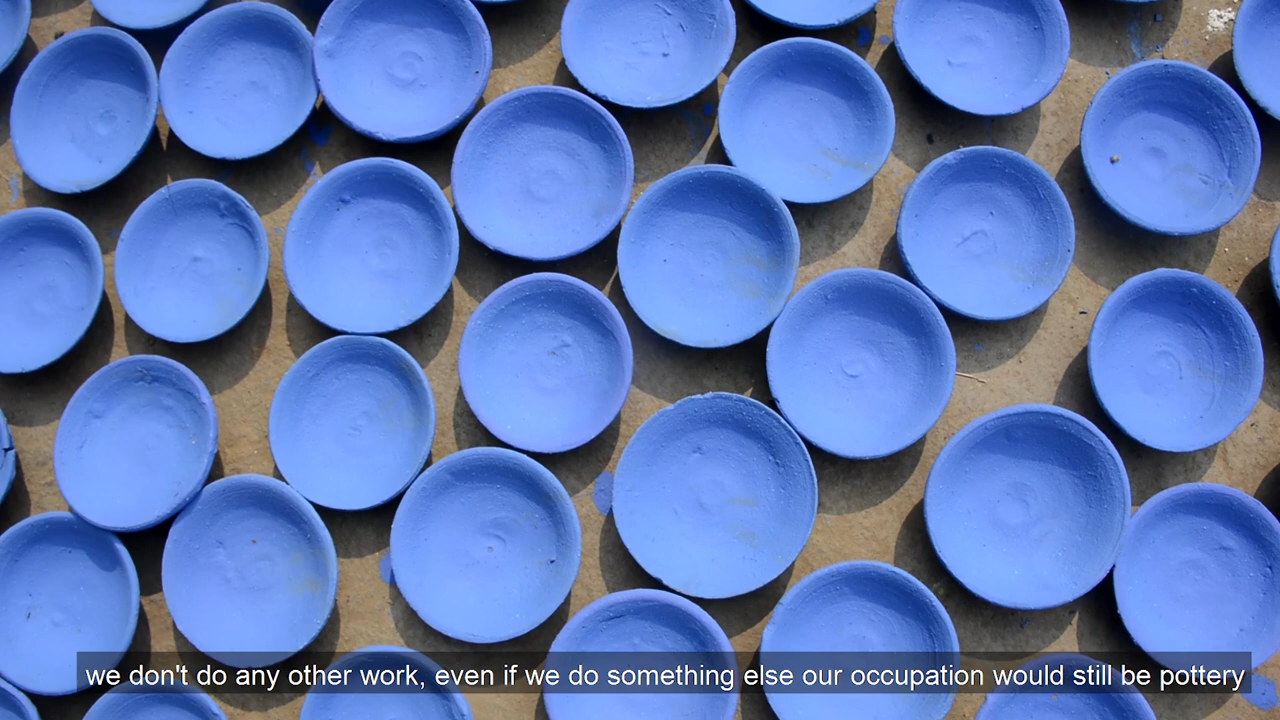 we don't do any other work, even if we do something else our occupation would still be pottery